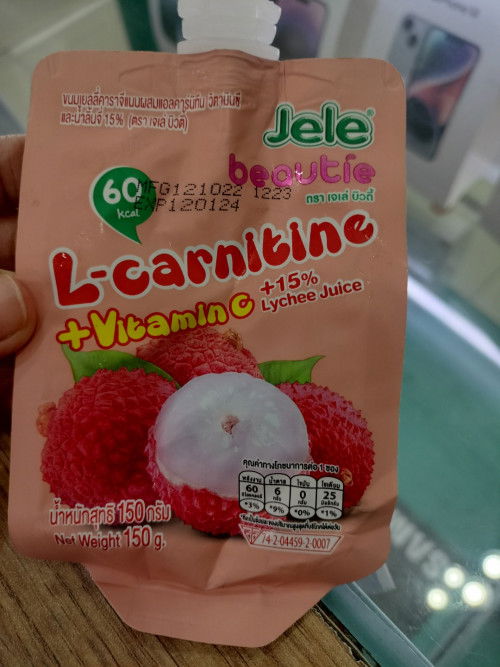 ขนมเยลลี่คาราจีแนนผสมแอลคาร์นิทีน วิตามินซี
และน้ำลิ้นจี่ 15% (ตรา เจเล่ บิวตี้)
Jele®
beautie
ตรา เจเล่ บิวตี้
60
kcal
MFG121022 1223
EXP120124
L-carnitine
+Vitamin C
+15%
Lychee Juice
คุณค่าทางโภชนาการต่อ 1 ซอง
พลังงาน น้ำตาล ไขมัน โซเดียม
60 6 0 25
กิโลแคลอรี กรัม กรัม มิลลิกรัม
*3% *9% *0% *1%
74-2-04459-2-0007
น้ำหนักสุทธิ 150 กรัม
Net Weight 150 g.
SAMSUNG